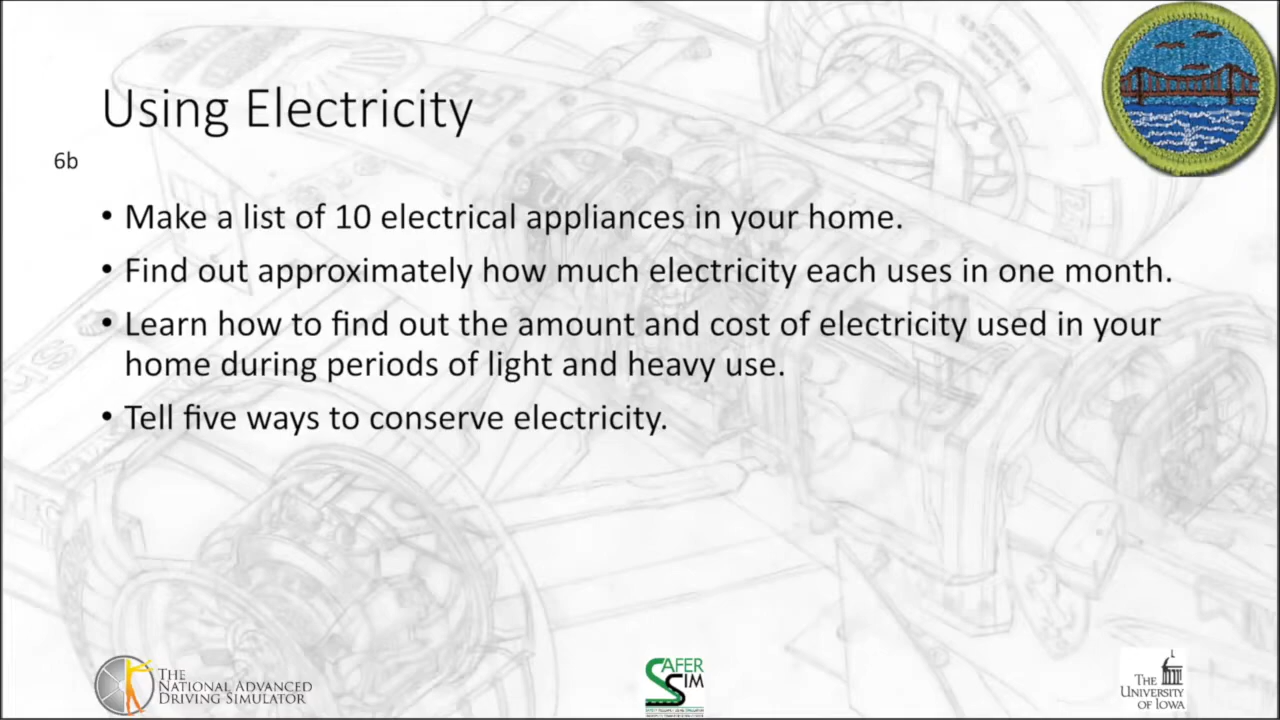 Using Electricity
6b
• Make a list of 10 electrical appliances in your home.
• Find out approximately how much electricity each uses in one month.
• Learn how to find out the amount and cost of electricity used in your
home during periods of light and heavy use.
• Tell five ways to conserve electricity.
THE
NATIONAL ADVANCED
DRIVING SIMULATOR
SAFER
SIM
THE
UNIVERSITY
OF IOWA